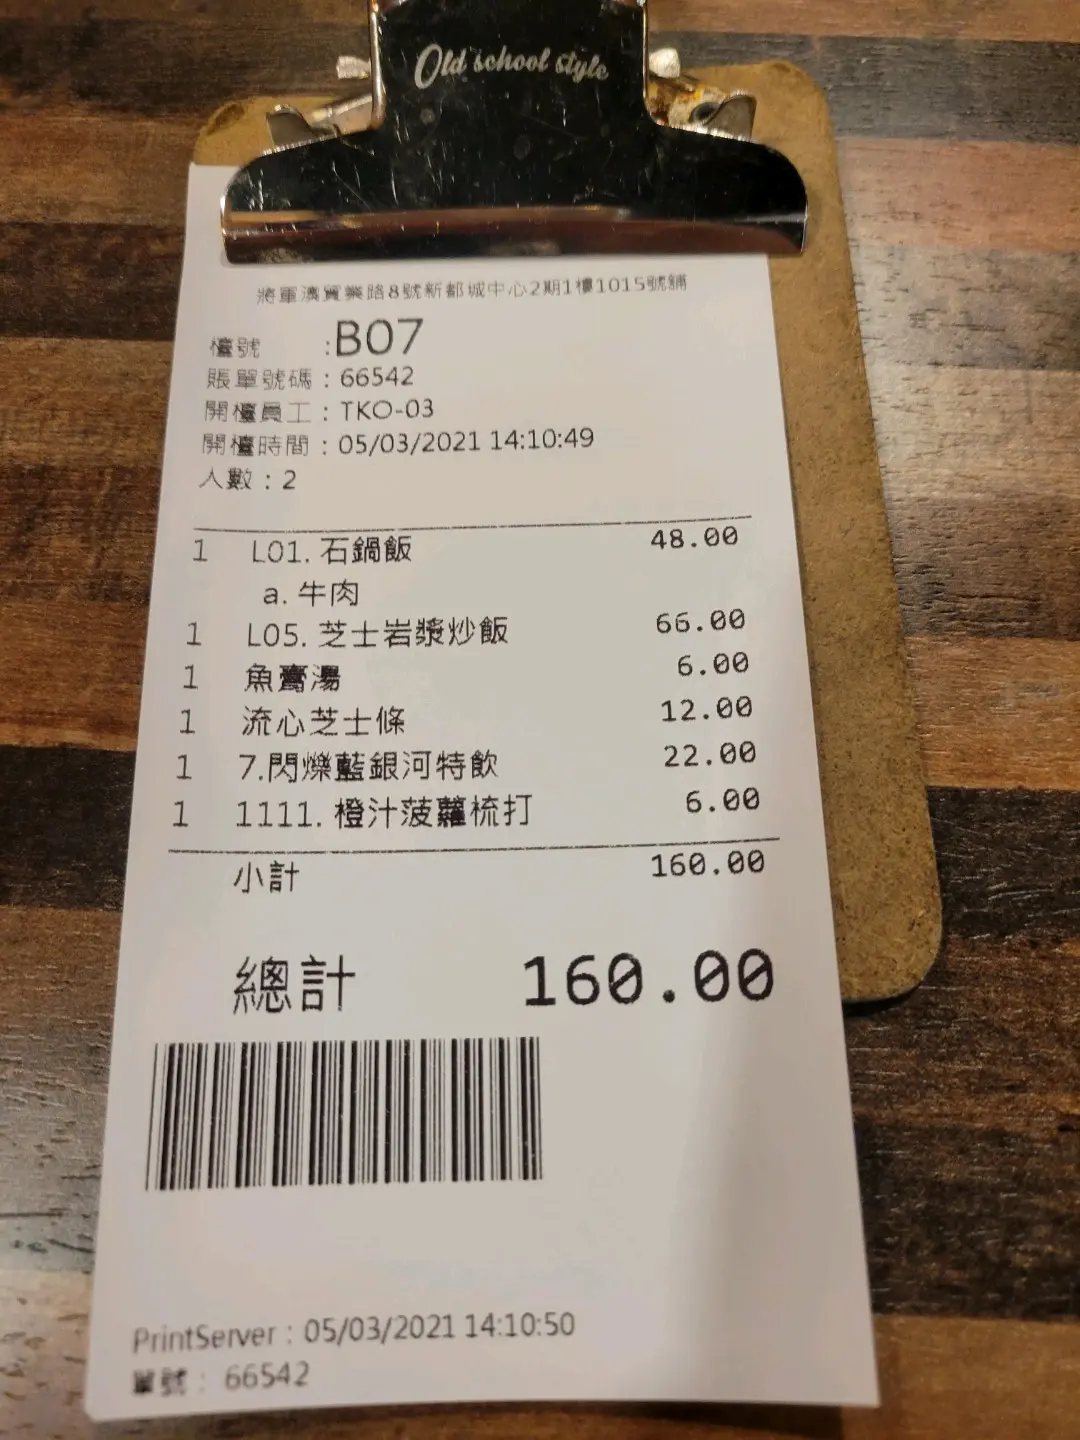 Old school style
將軍澳貿業路8號新都城中心2期1樓1015號舖
檯號 :B07
賬單號碼 : 66542
開檯員工 : TKO-03
開檯時間 : 05/03/2021 14:10:49
人數 : 2
1 L01. 石鍋飯 48.00
a. 牛肉
1 L05. 芝士岩漿炒飯 66.00
1 魚膏湯 6.00
1 流心芝士條 12.00
1 7.閃爍藍銀河特飲 22.00
1 1111. 橙汁菠蘿梳打 6.00
小計 160.00
總計 160.00
PrintServer : 05/03/2021 14:10:50
單號 : 66542